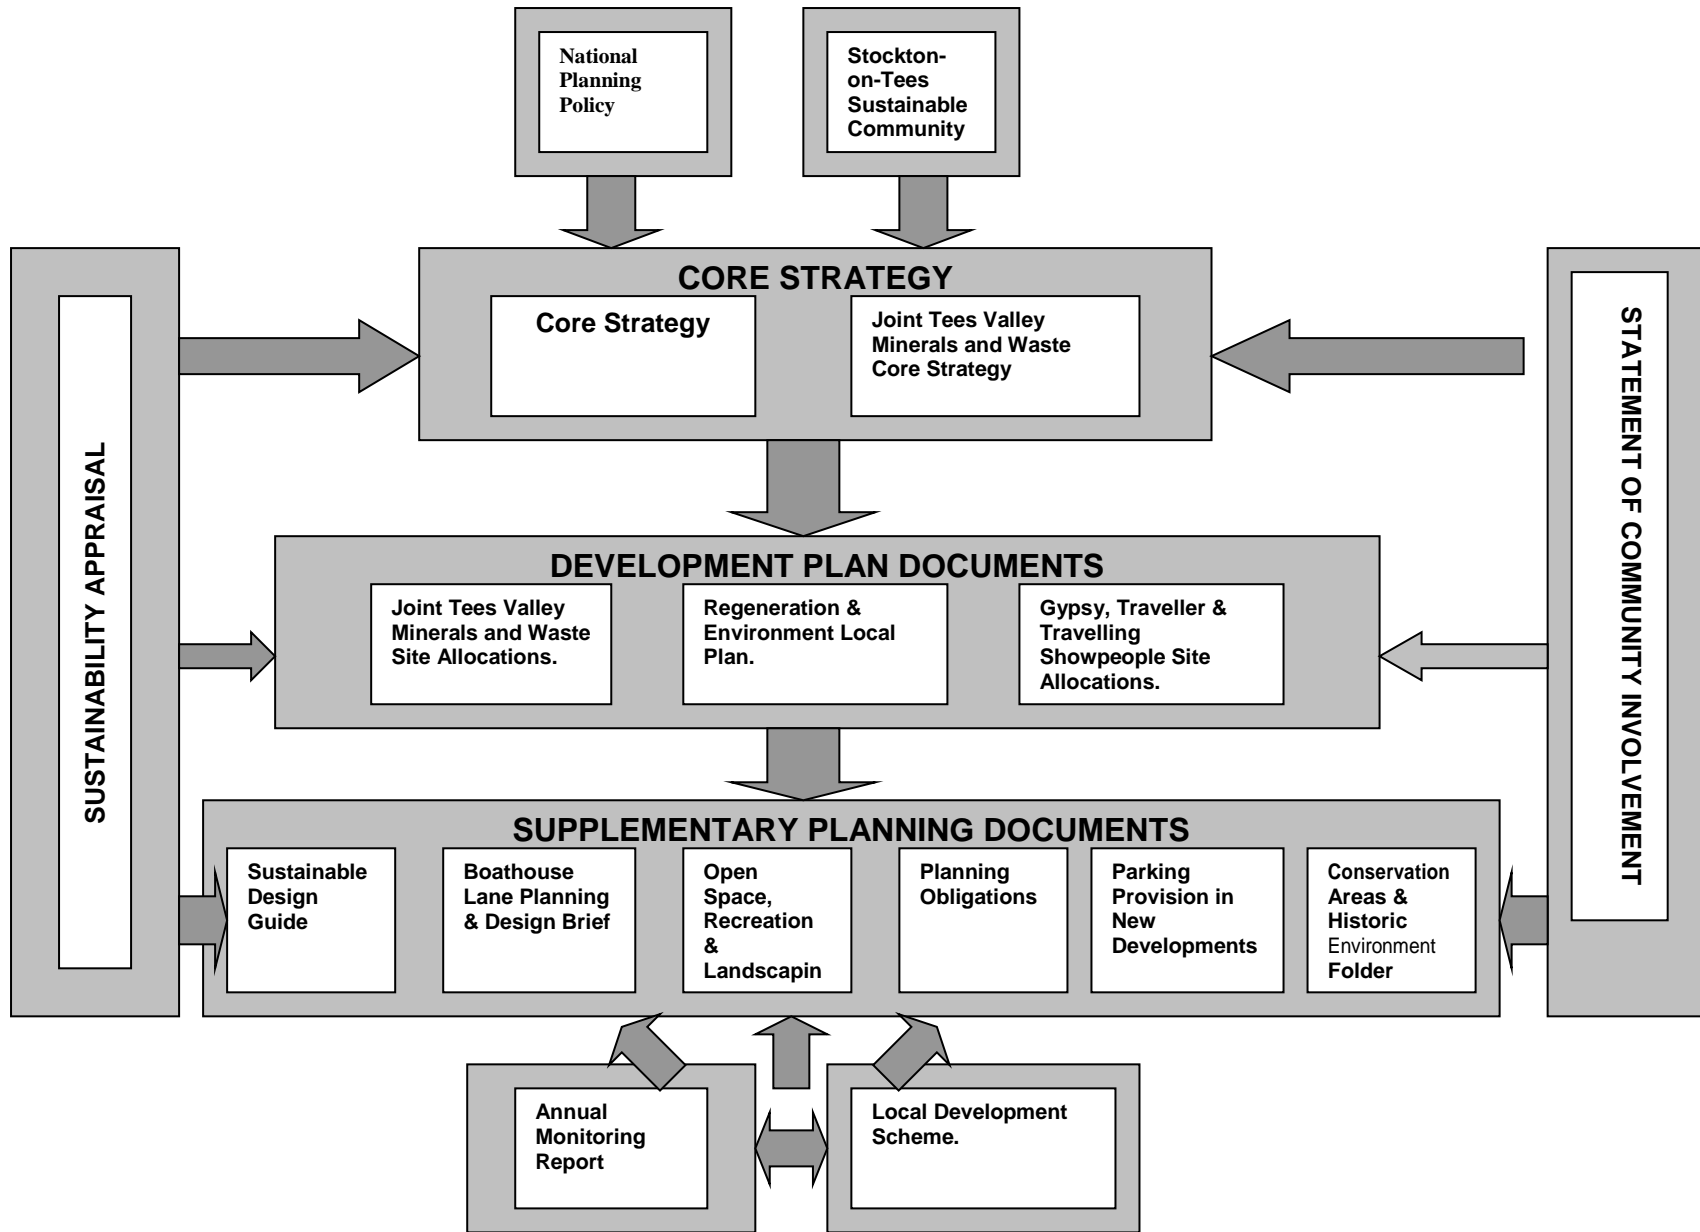 National
Planning
Policy
Stockton-
on-Tees
Sustainable
Community
CORE STRATEGY
Core Strategy
Joint Tees Valley
Minerals and Waste
Core Strategy
SUSTAINABILITY APPRAISAL
STATEMENT OF COMMUNITY INVOLVEMENT
DEVELOPMENT PLAN DOCUMENTS
Joint Tees Valley
Minerals and Waste
Site Allocations.
Regeneration &
Environment Local
Plan.
Gypsy, Traveller &
Travelling
Showpeople Site
Allocations.
SUPPLEMENTARY PLANNING DOCUMENTS
Sustainable
Design
Guide
Boathouse
Lane Planning
& Design Brief
Open
Space,
Recreation
&
Landscapin
Planning
Obligations
Parking
Provision in
New
Developments
Conservation
Areas &
Historic
Environment
Folder
Annual
Monitoring
Report
Local Development
Scheme.